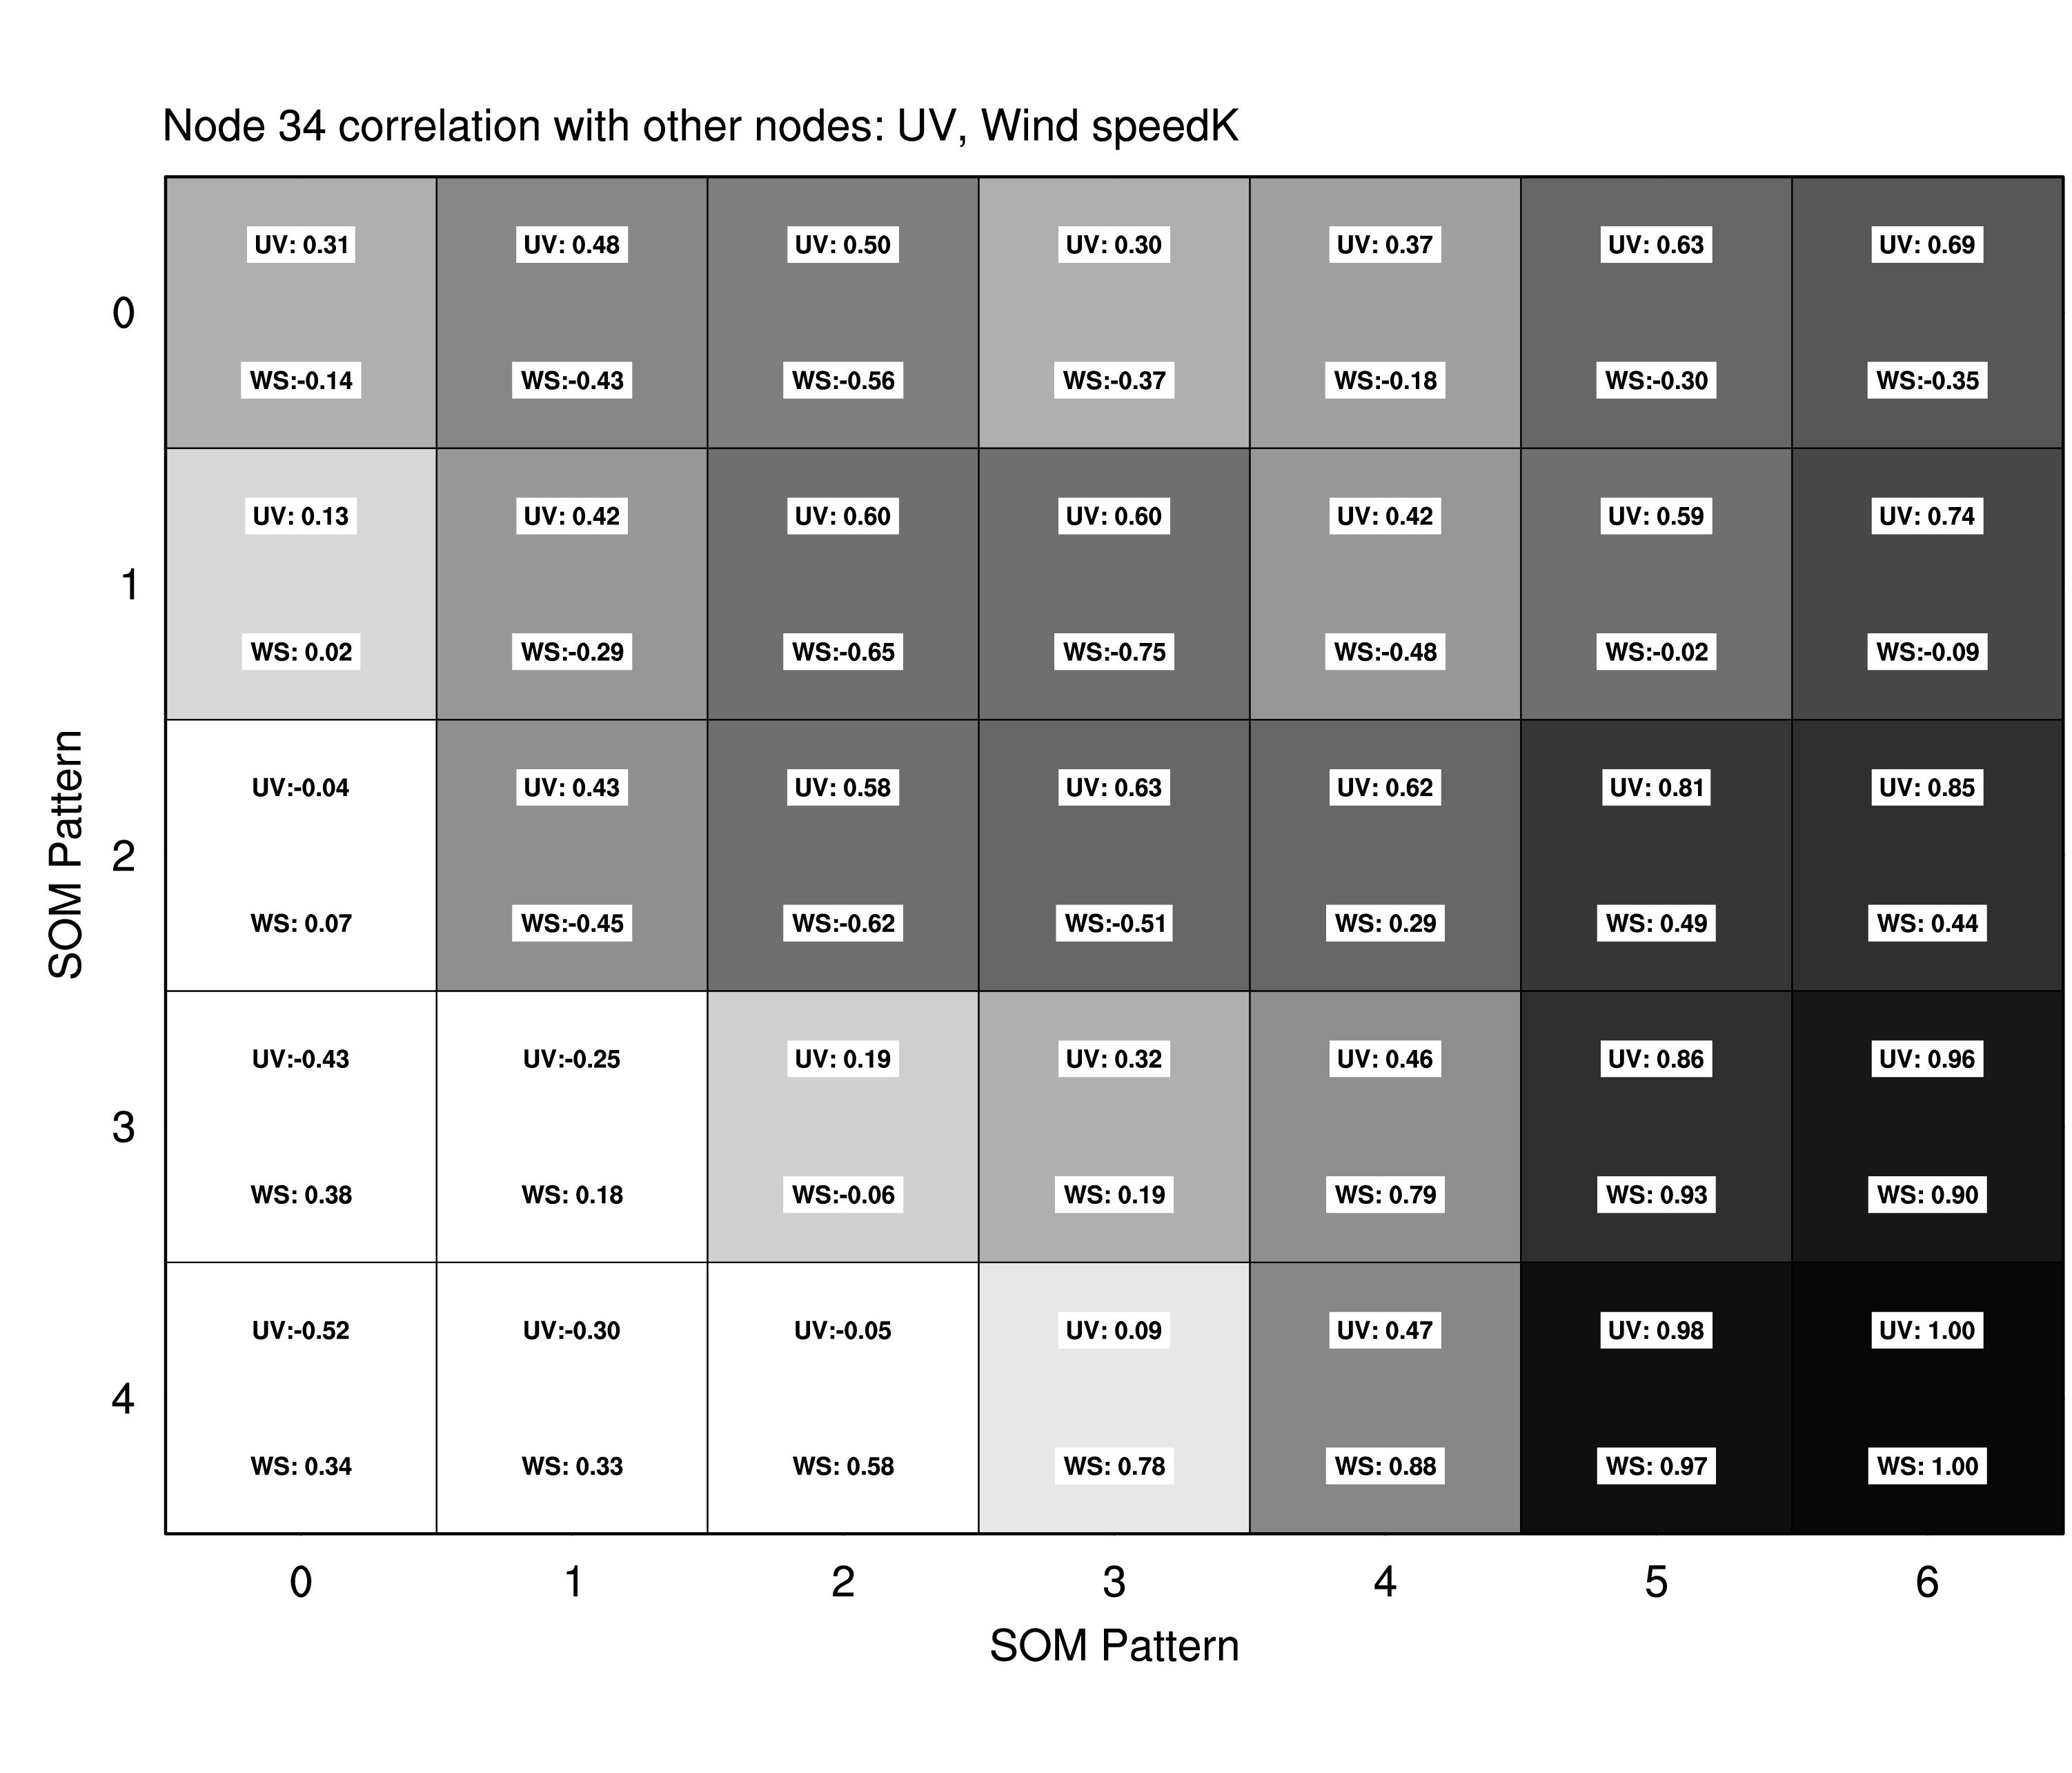 Node 34 correlation with other nodes: UV, Wind speedK
UV: 0.31 UV: 0.48 UV: 0.50 UV: 0.30 UV: 0.37 UV: 0.63 UV: 0.69
0
WS:-0.14 WS:-0.43 WS:-0.56 WS:-0.37 WS:-0.18 WS:-0.30 WS:-0.35
UV: 0.13 UV: 0.42 UV: 0.60 UV: 0.60 UV: 0.42 UV: 0.59 UV: 0.74
1
WS: 0.02 WS:-0.29 WS:-0.65 WS:-0.75 WS:-0.48 WS:-0.02 WS:-0.09
UV:-0.04 UV: 0.43 UV: 0.58 UV: 0.63 UV: 0.62 UV: 0.81 UV: 0.85
SOM Pattern
2
WS: 0.07 WS:-0.45 WS:-0.62 WS:-0.51 WS: 0.29 WS: 0.49 WS: 0.44
UV:-0.43 UV:-0.25 UV: 0.19 UV: 0.32 UV: 0.46 UV: 0.86 UV: 0.96
3
WS: 0.38 WS: 0.18 WS:-0.06 WS: 0.19 WS: 0.79 WS: 0.93 WS: 0.90
UV:-0.52 UV:-0.30 UV:-0.05 UV: 0.09 UV: 0.47 UV: 0.98 UV: 1.00
4
WS: 0.34 WS: 0.33 WS: 0.58 WS: 0.78 WS: 0.88 WS: 0.97 WS: 1.00
0 1 2 3 4 5 6
SOM Pattern